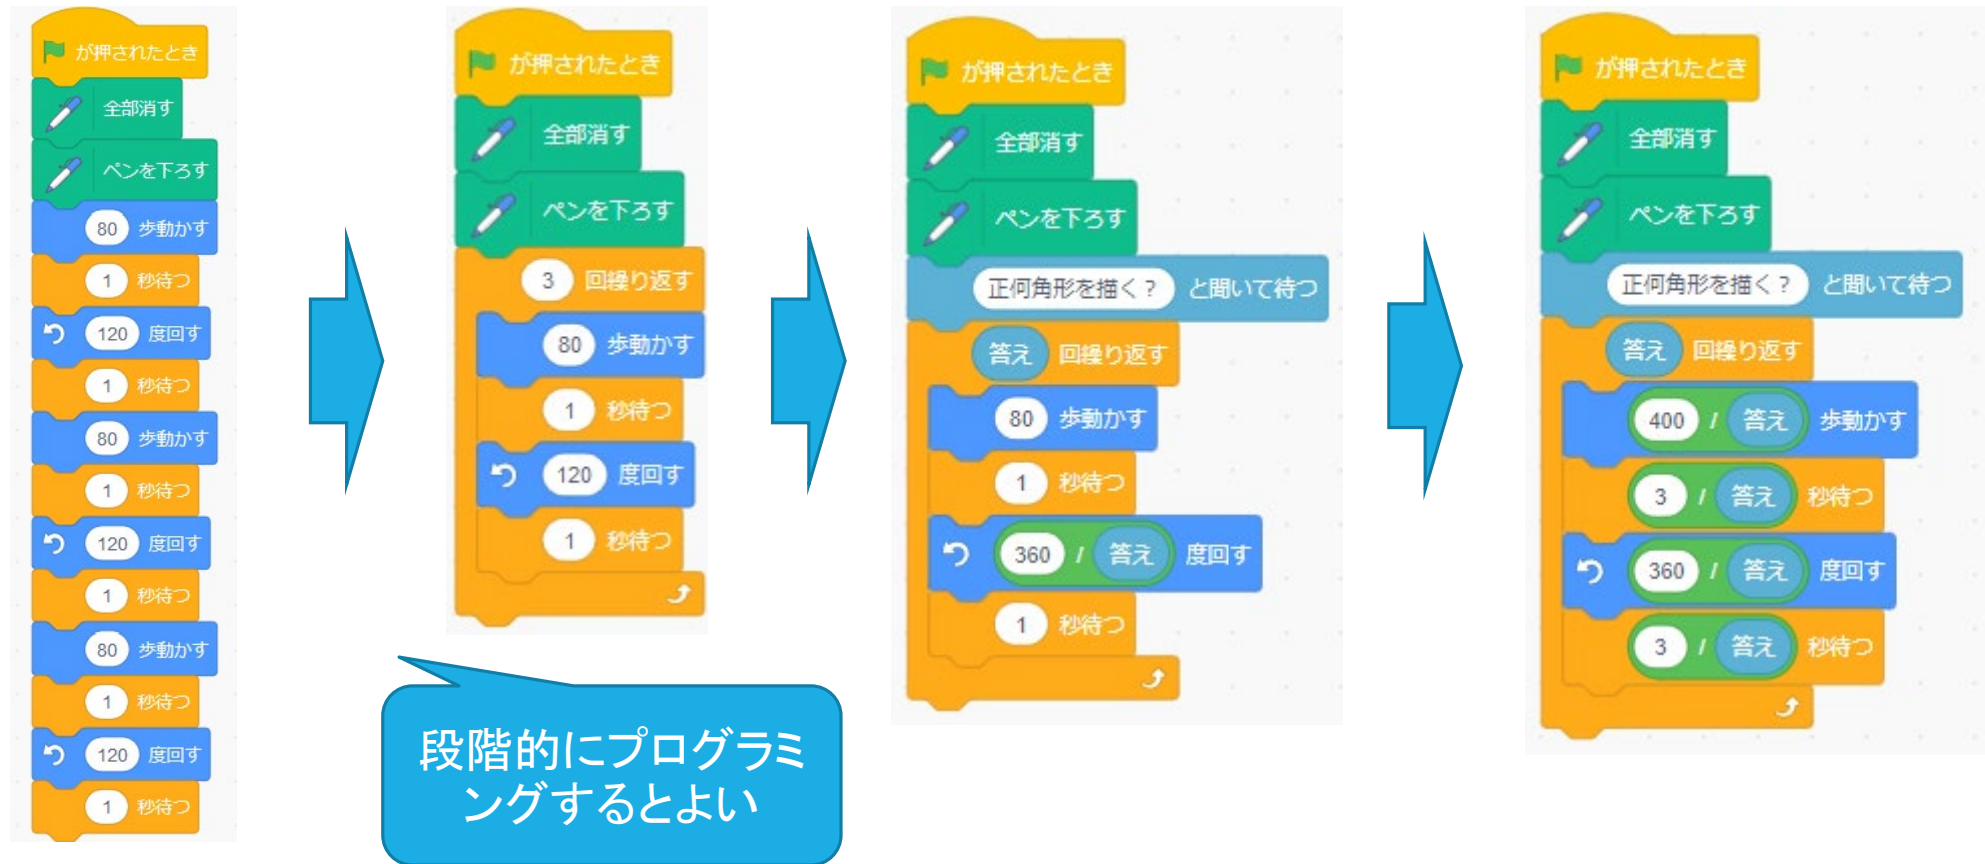 が押されたとき
全部消す
ペンを下ろす
80 歩動かす
1 秒待つ
120 度回す
1 秒待つ
80 歩動かす
1 秒待つ
120 度回す
1 秒待つ
80 歩動かす
1 秒待つ
120 度回す
1 秒待つ
が押されたとき
全部消す
ペンを下ろす
3 回繰り返す
80 歩動かす
1 秒待つ
120 度回す
1 秒待つ
段階的にプログラミ
ングするとよい
が押されたとき
全部消す
ペンを下ろす
正何角形を描く？ と聞いて待つ
答え 回繰り返す
80 歩動かす
1 秒待つ
360 / 答え 度回す
1 秒待つ
が押されたとき
全部消す
ペンを下ろす
正何角形を描く？ と聞いて待つ
答え 回繰り返す
400 / 答え 歩動かす
3 / 答え 秒待つ
360 / 答え 度回す
3 / 答え 秒待つ